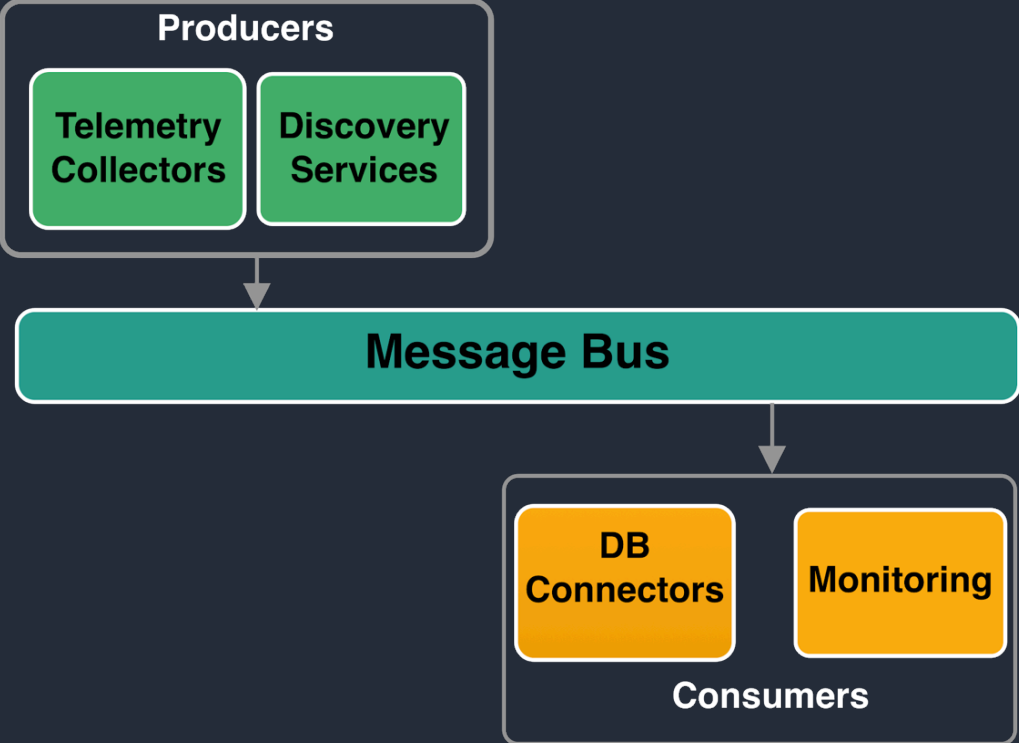 Producers
Telemetry
Collectors
Discovery
Services
Message Bus
DB
Connectors
Monitoring
Consumers